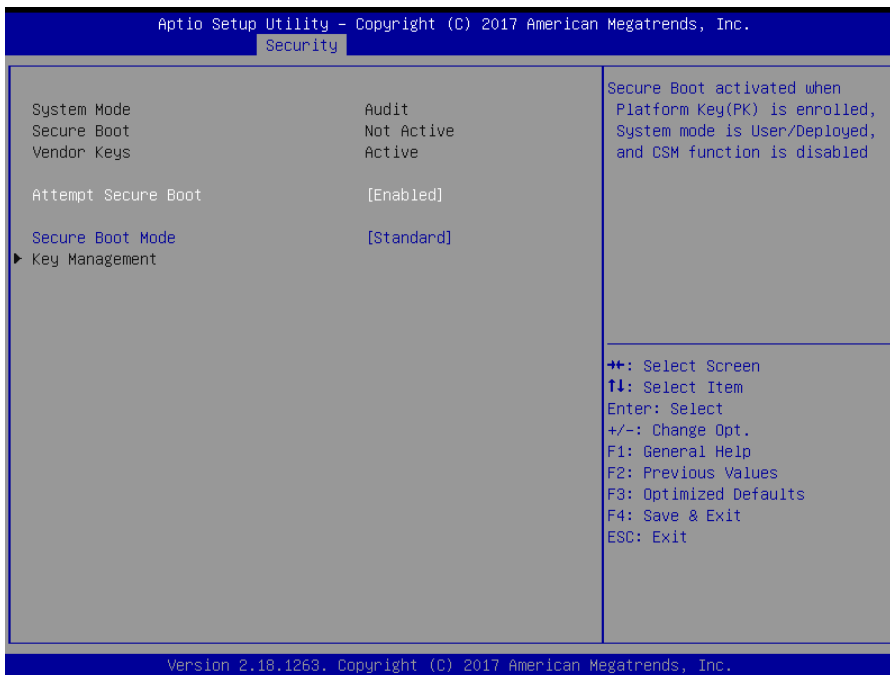 Aptio Setup Utility – Copyright (C) 2017 American Megatrends, Inc.
Security
System Mode Audit
Secure Boot Not Active
Vendor Keys Active
Attempt Secure Boot [Enabled]
Secure Boot Mode [Standard]
▶ Key Management
Secure Boot activated when
Platform Key(PK) is enrolled,
System mode is User/Deployed,
and CSM function is disabled
→←: Select Screen
↑↓: Select Item
Enter: Select
+/-: Change Opt.
F1: General Help
F2: Previous Values
F3: Optimized Defaults
F4: Save & Exit
ESC: Exit
Version 2.18.1263. Copyright (C) 2017 American Megatrends, Inc.